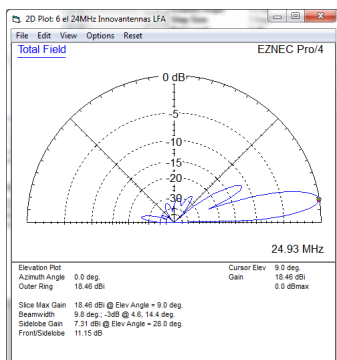 2D Plot: 6 el 24MHz Innovantennas LFA
File Edit View Options Reset
Total Field EZNEC Pro/4
0 dB
-5
-10
-15
-20
-30
24.93 MHz
Elevation Plot Cursor Elev 9.0 deg.
Azimuth Angle 0.0 deg. Gain 18.46 dBi
Outer Ring 18.46 dBi 0.0 dBmax
Slice Max Gain 18.46 dBi @ Elev Angle = 9.0 deg.
Beamwidth 9.8 deg.; -3dB @ 4.6, 14.4 deg.
Sidelobe Gain 7.31 dBi @ Elev Angle = 28.0 deg.
Front/Sidelobe 11.15 dB